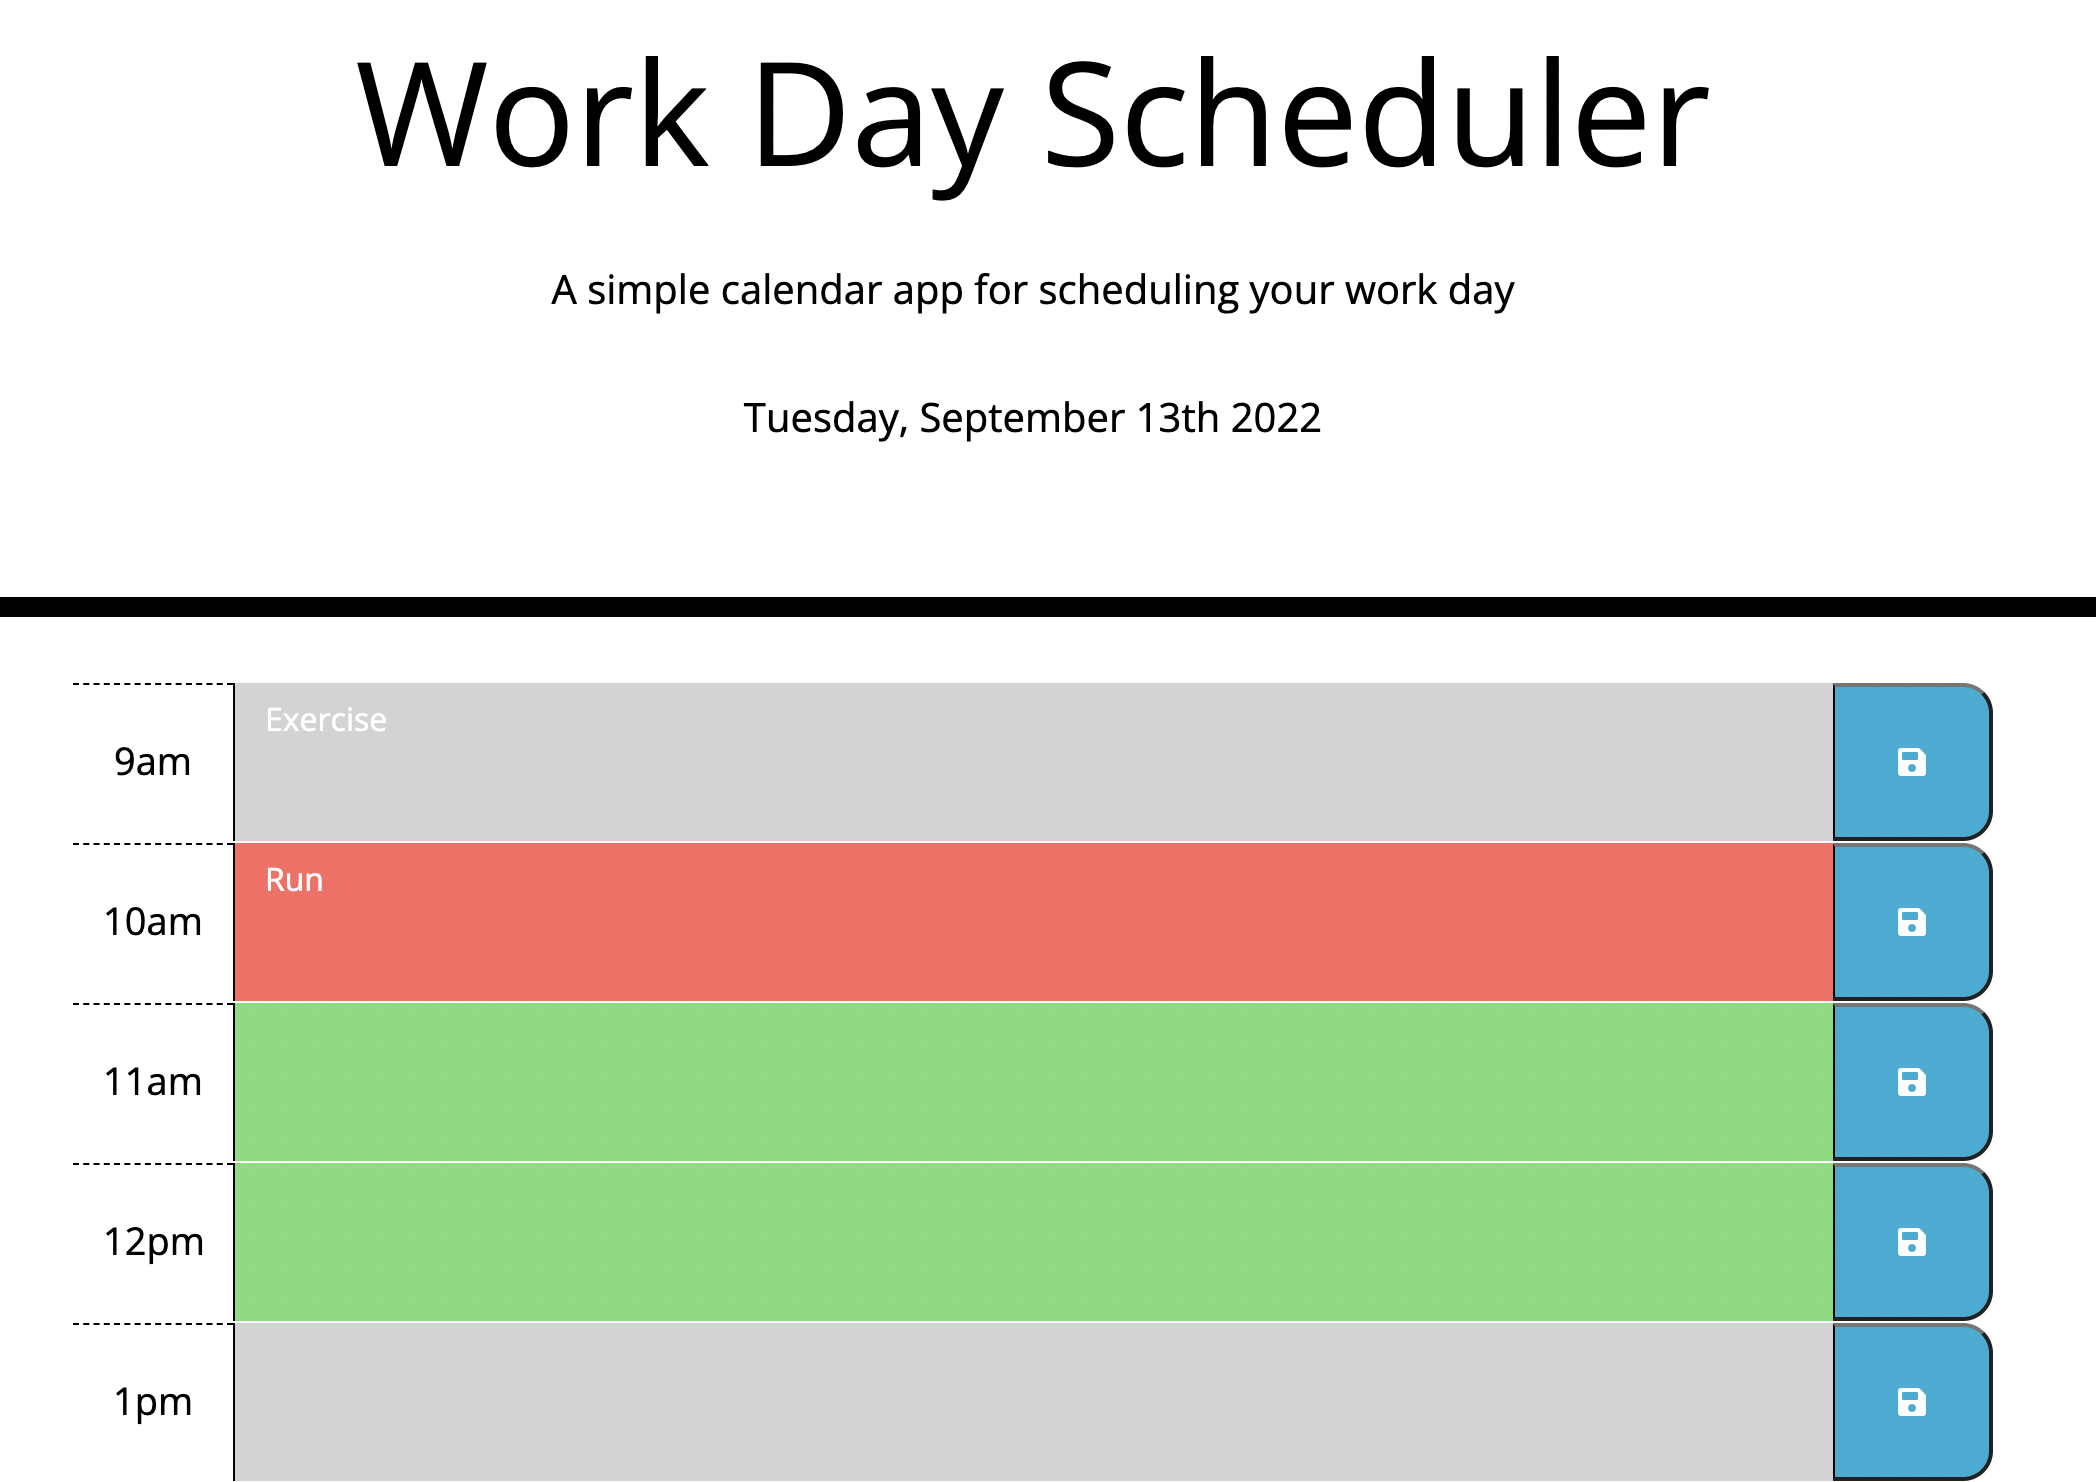 Work Day Scheduler
A simple calendar app for scheduling your work day
Tuesday, September 13th 2022
9am
Exercise
10am
Run
11am
12pm
1pm